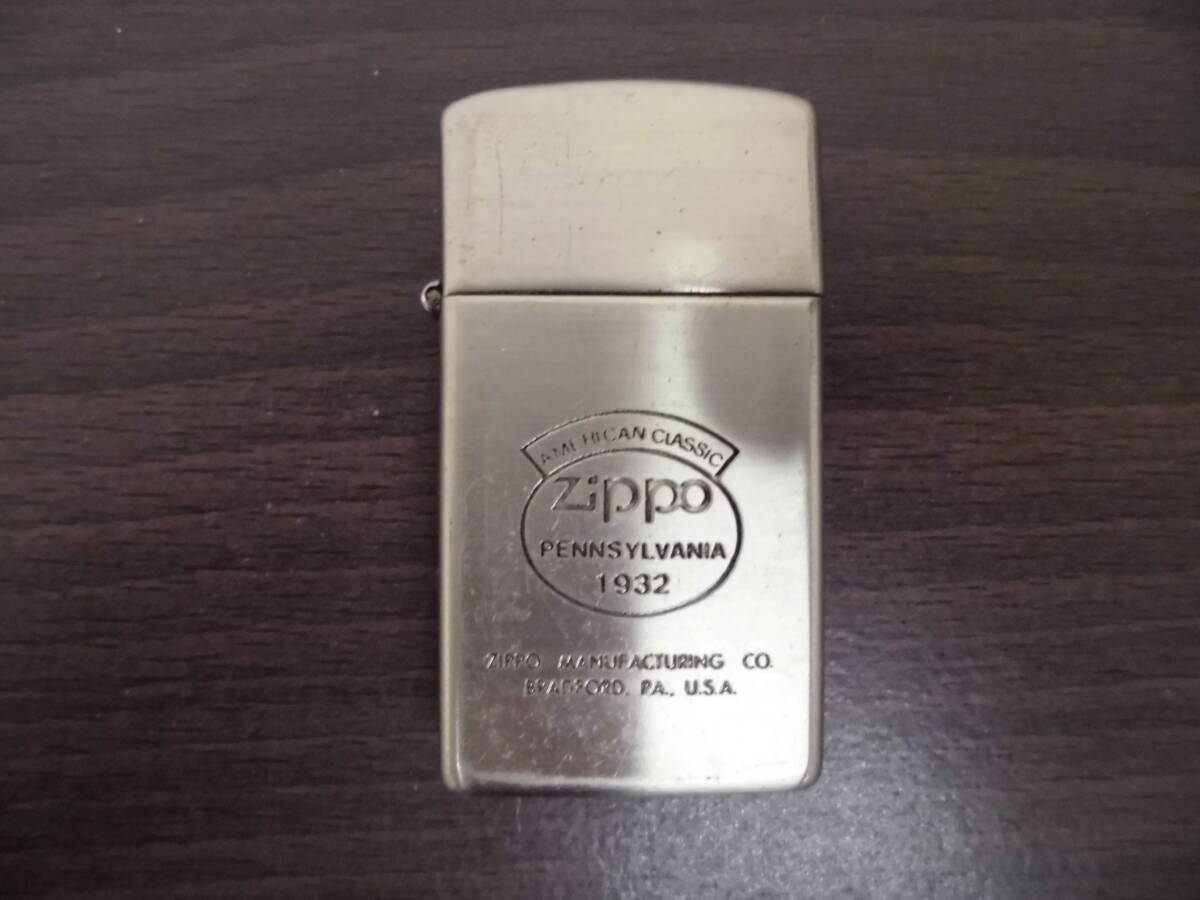 AMERICAN CLASSIC
Zippo
PENNSYLVANIA
1932
ZIPPO MANUFACTURING CO.
BRADFORD, PA., U.S.A.